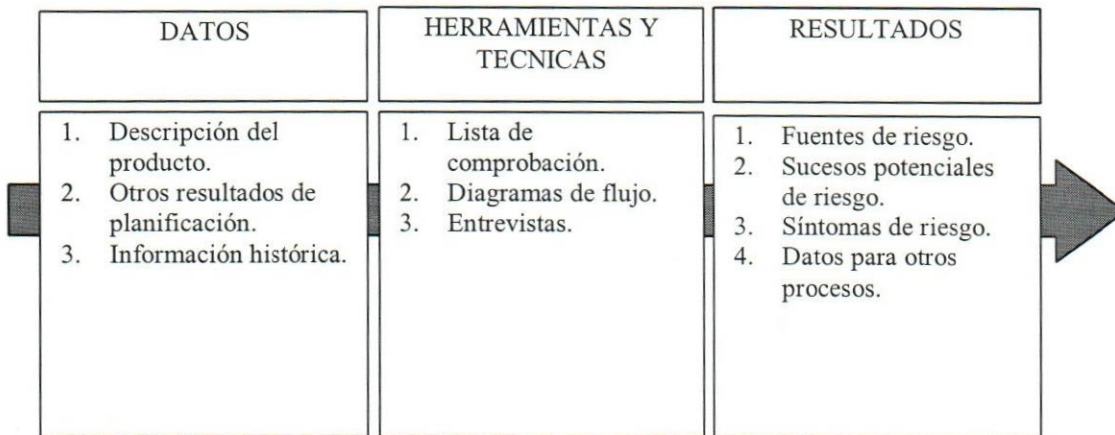 DATOS
1. Descripción del
producto.
2. Otros resultados de
planificación.
3. Información histórica.
HERRAMIENTAS Y
TECNICAS
1. Lista de
comprobación.
2. Diagramas de flujo.
3. Entrevistas.
RESULTADOS
1. Fuentes de riesgo.
2. Sucesos potenciales
de riesgo.
3. Síntomas de riesgo.
4. Datos para otros
procesos.